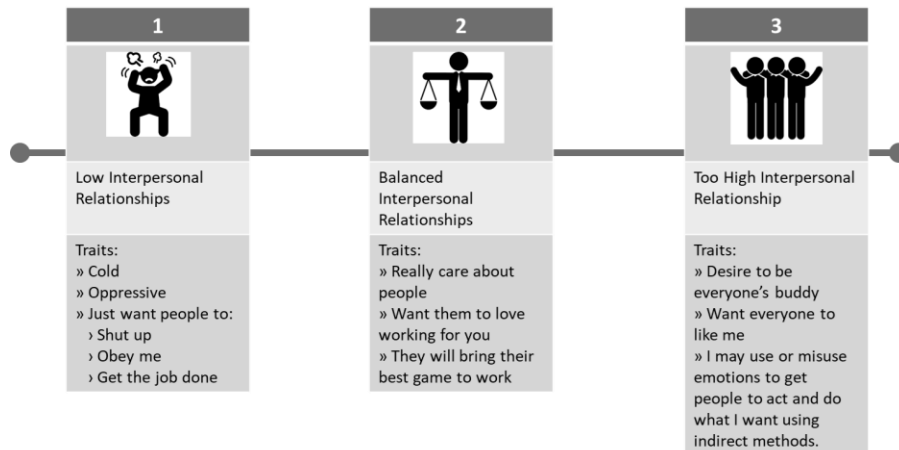 1
Low Interpersonal
Relationships
Traits:
» Cold
» Oppressive
» Just want people to:
› Shut up
› Obey me
› Get the job done
2
Balanced
Interpersonal
Relationships
Traits:
» Really care about
people
» Want them to love
working for you
» They will bring their
best game to work
3
Too High Interpersonal
Relationship
Traits:
» Desire to be
everyone’s buddy
» Want everyone to
like me
» I may use or misuse
emotions to get
people to act and do
what I want using
indirect methods.